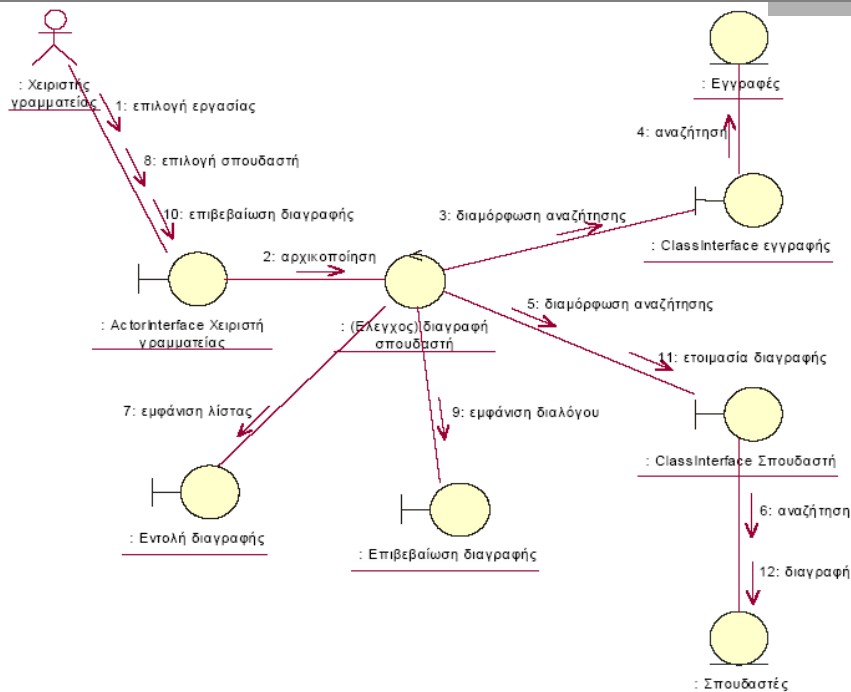 : Χειριστής
γραμματείας
: Εγγραφές
1: επιλογή εργασίας
4: αναζήτηση
8: επιλογή σπουδαστή
10: επιβεβαίωση διαγραφής
3: διαμόρφωση αναζήτησης
: ClassInterface εγγραφής
2: αρχικοποίηση
: ActorInterface Χειριστή
γραμματείας
: (Ελεγχος) διαγραφή
σπουδαστή
5: διαμόρφωση αναζήτησης
11: ετοιμασία διαγραφής
7: εμφάνιση λίστας
9: εμφάνιση διαλόγου
: ClassInterface Σπουδαστή
6: αναζήτηση
: Εντολή διαγραφής
: Επιβεβαίωση διαγραφής
12: διαγραφή
: Σπουδαστές